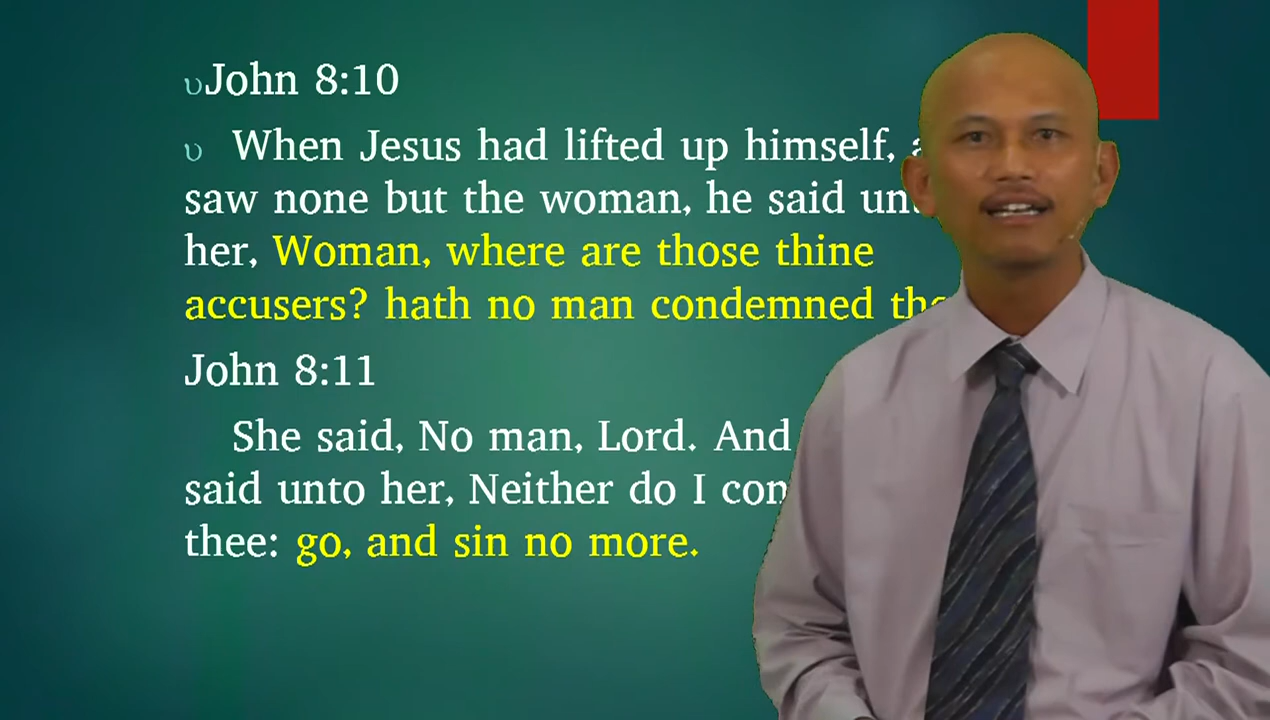 John 8:10
When Jesus had lifted up himself,
saw none but the woman, he said
her, Woman, where are those thine
accusers? hath no man condemned
John 8:11
She said, No man, Lord. And
said unto her, Neither do I
thee: go, and sin no more.